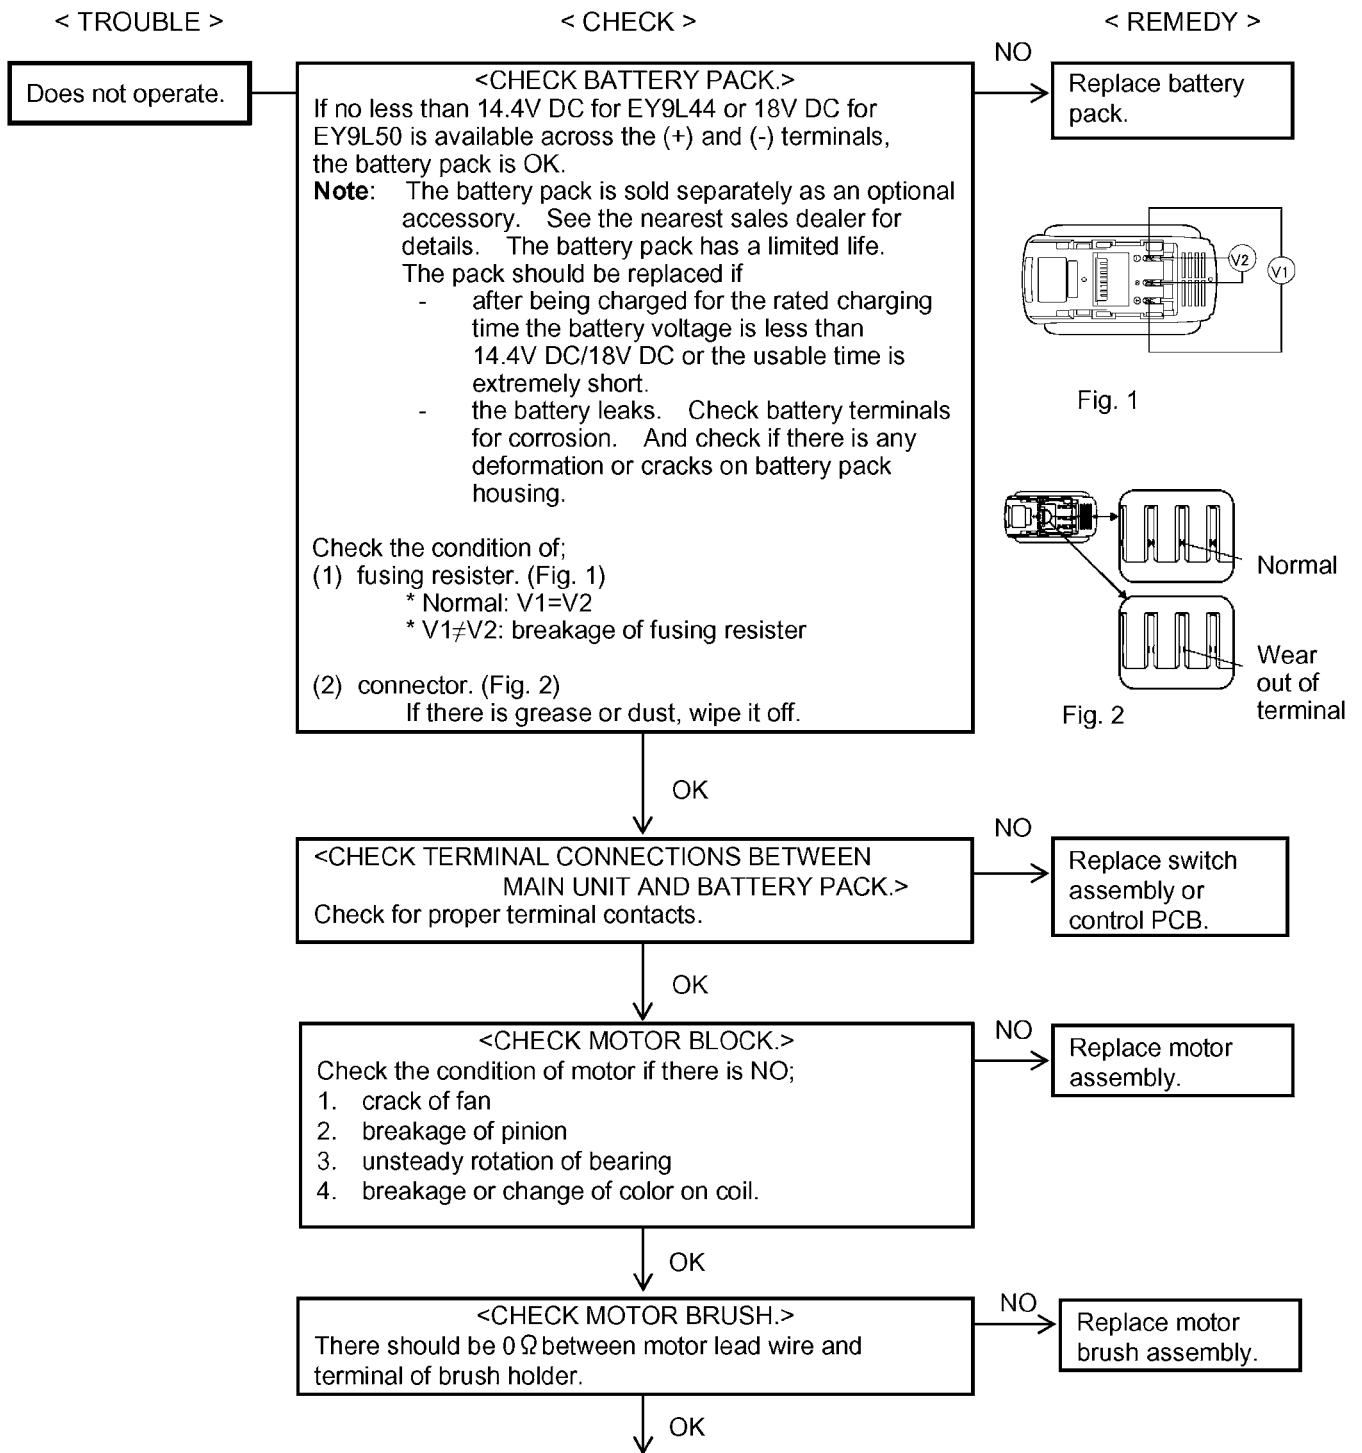 < TROUBLE >
< CHECK >
< REMEDY >
Does not operate.
<CHECK BATTERY PACK.>
If no less than 14.4V DC for EY9L44 or 18V DC for
EY9L50 is available across the (+) and (-) terminals,
the battery pack is OK.
Note: The battery pack is sold separately as an optional
accessory. See the nearest sales dealer for
details. The battery pack has a limited life.
The pack should be replaced if
- after being charged for the rated charging
time the battery voltage is less than
14.4V DC/18V DC or the usable time is
extremely short.
- the battery leaks. Check battery terminals
for corrosion. And check if there is any
deformation or cracks on battery pack
housing.
Check the condition of;
(1) fusing resister. (Fig. 1)
* Normal: V1=V2
* V1≠V2: breakage of fusing resister
(2) connector. (Fig. 2)
If there is grease or dust, wipe it off.
NO
Replace battery
pack.
V2
V1
Fig. 1
Normal
Wear
out of
terminal
Fig. 2
OK
<CHECK TERMINAL CONNECTIONS BETWEEN
MAIN UNIT AND BATTERY PACK.>
Check for proper terminal contacts.
NO
Replace switch
assembly or
control PCB.
OK
<CHECK MOTOR BLOCK.>
Check the condition of motor if there is NO;
1. crack of fan
2. breakage of pinion
3. unsteady rotation of bearing
4. breakage or change of color on coil.
NO
Replace motor
assembly.
OK
<CHECK MOTOR BRUSH.>
There should be 0 Ω between motor lead wire and
terminal of brush holder.
NO
Replace motor
brush assembly.
OK